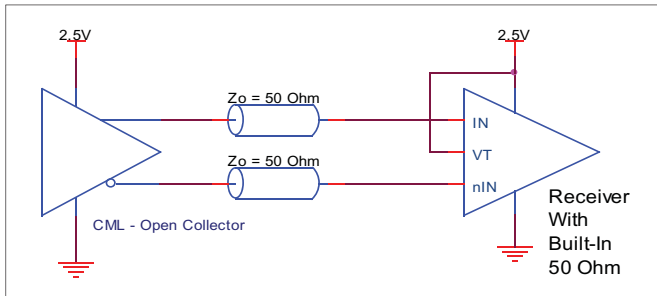 2.5V
2.5V
Zo = 50 Ohm
IN
VT
Zo = 50 Ohm
nIN
CML - Open Collector
Receiver
With
Built-In
50 Ohm